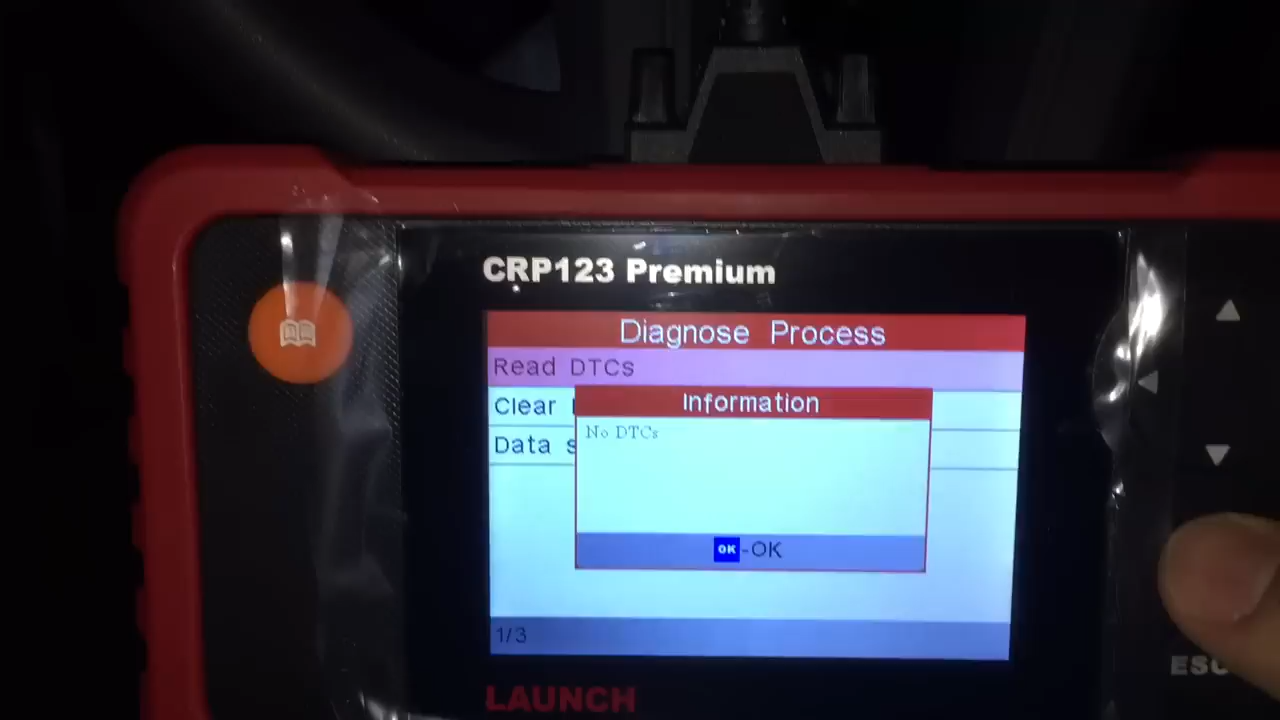 CRP123 Premium
Diagnose Process
Read DTCs
Clear
Information
Data
No DTCs
OK-OK
1/3
ESC
LAUNCH